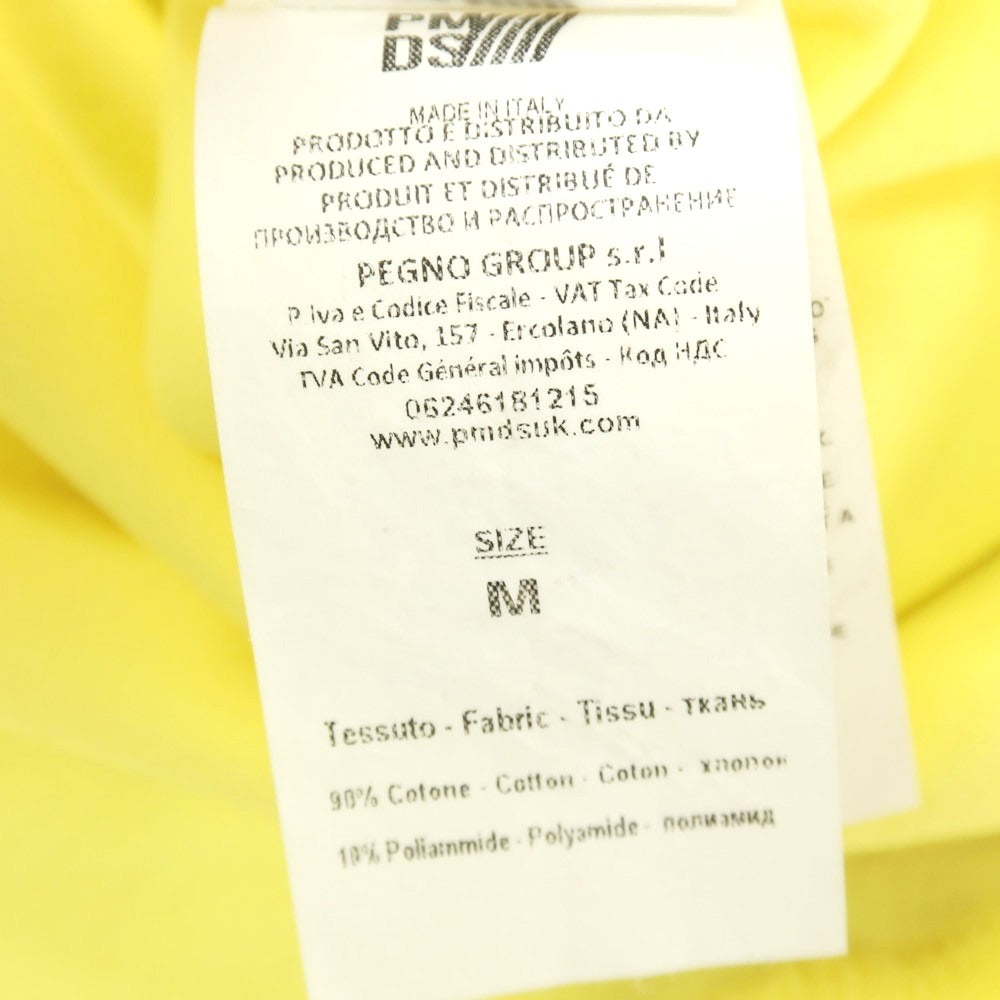 PM
DS
MADE IN ITALY
PRODOTTO E DISTRIBUITO DA
PRODUCED AND DISTRIBUTED BY
PRODUIT ET DISTRIBUÉ DE
ПРОИЗВОДСТВО И РАСПРОСТРАНЕНИЕ
PEGNO GROUP s.r.l
P Iva e Codice Fiscale - VAT Tax Code
Via San Vito, 157 - Ercolano (NA) - Italy
TVA Code Général impôts - Код НДС
06246181215
www.pmdsuk.com
SIZE
M
Tessuto - Fabric - Tissu - ткань
90% Cotone - Cotton - Coton - хлопок
10% Poliammide - Polyamide - полиамид